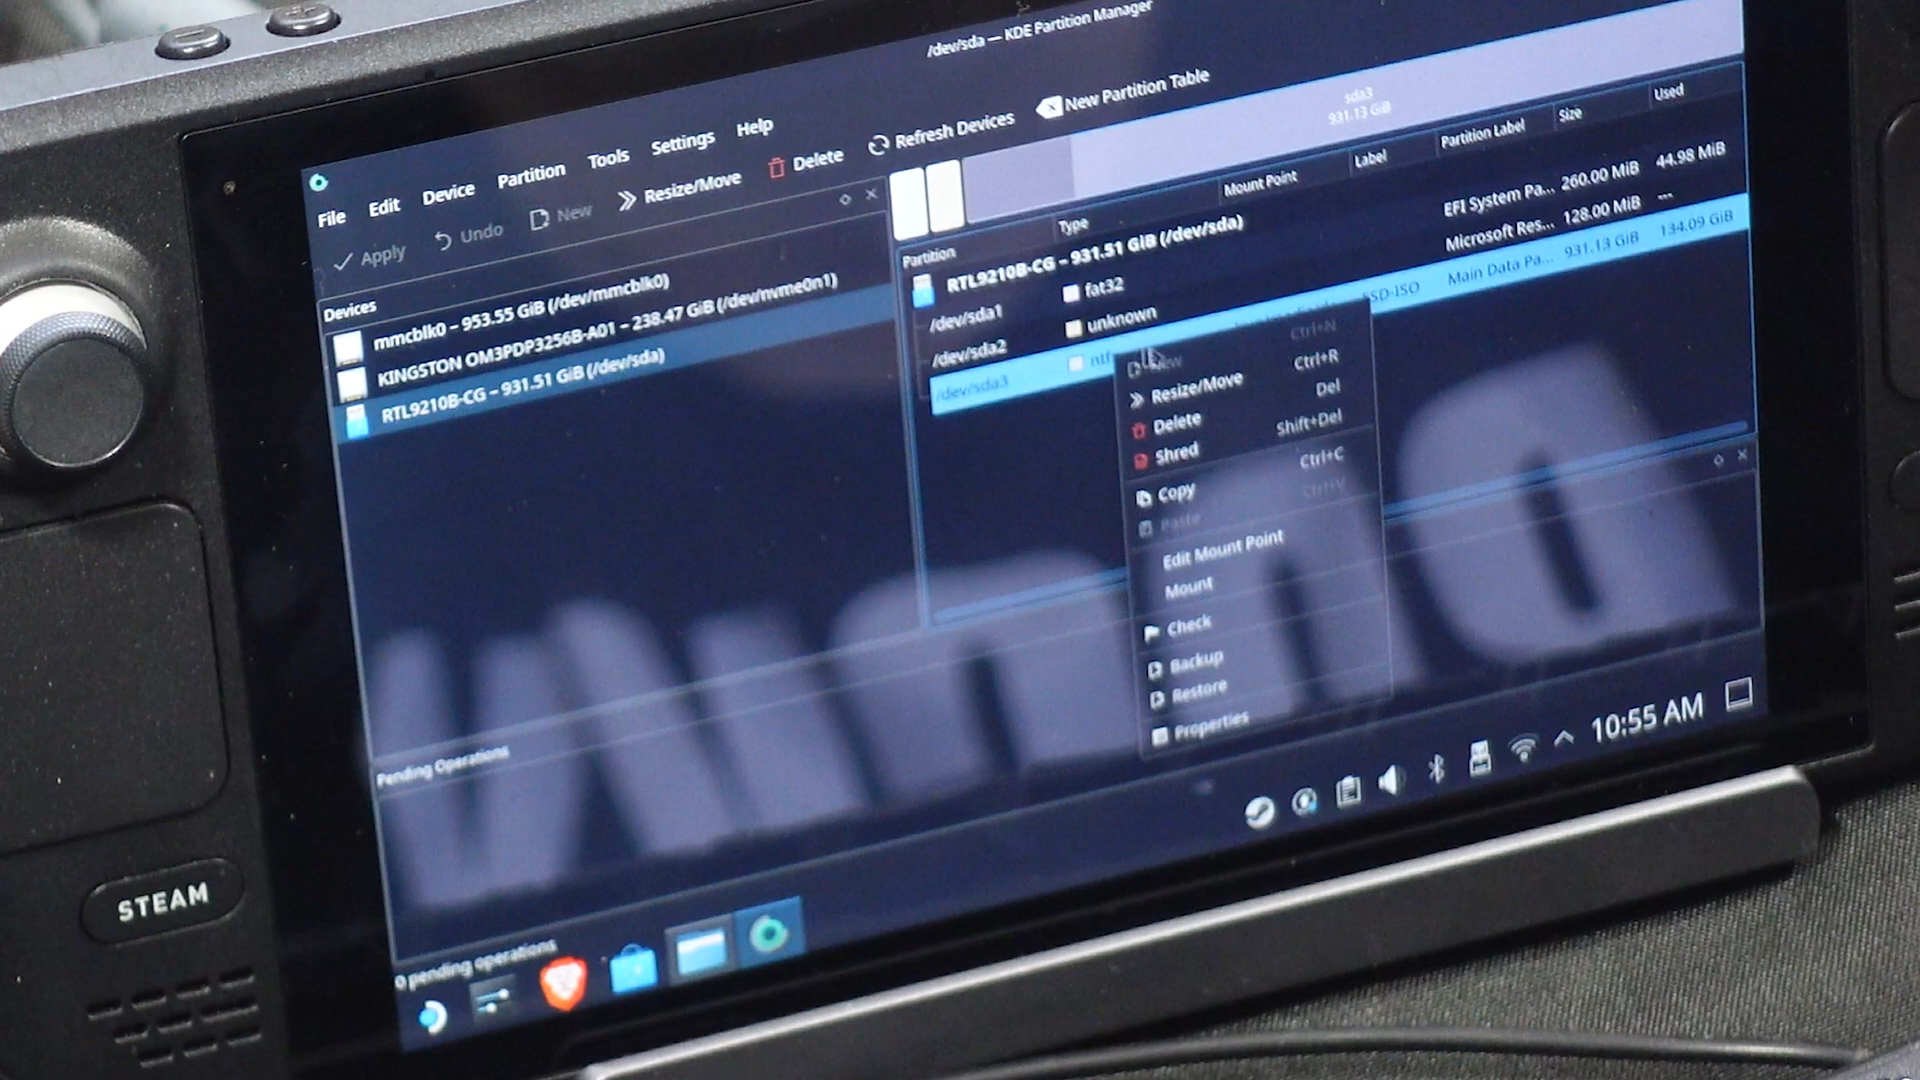 /dev/sda — KDE Partition Manager
File Edit Device Partition Tools Settings Help
Apply Undo New Resize/Move Delete Refresh Devices New Partition Table
Devices
mmcblk0 – 953.55 GiB (/dev/mmcblk0)
KINGSTON OM3PDP3256B-A01 – 238.47 GiB (/dev/nvme0n1)
RTL9210B-CG – 931.51 GiB (/dev/sda)
sda3
931.13 GiB
Partition Type Mount Point Label Partition Label Size Used
RTL9210B-CG – 931.51 GiB (/dev/sda)
/dev/sda1 fat32 EFI System Pa... 260.00 MiB 44.98 MiB
/dev/sda2 unknown Microsoft Res... 128.00 MiB ---
/dev/sda3 SSD-ISO Main Data Pa... 931.13 GiB 134.09 GiB
New Ctrl+N
Resize/Move Ctrl+R
Delete Del
Shred Shift+Del
Copy Ctrl+C
Paste Ctrl+V
Edit Mount Point
Mount
Check
Backup
Restore
Properties
Pending Operations
0 pending operations
10:55 AM
STEAM